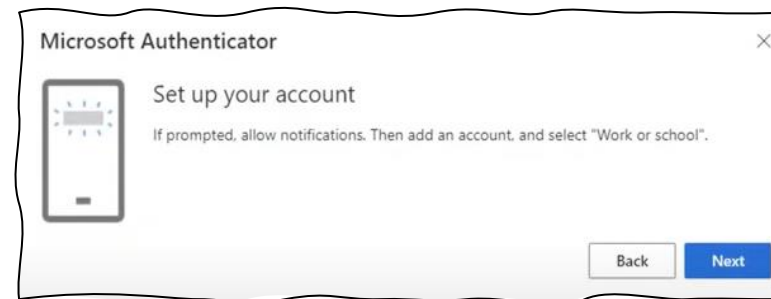 Microsoft Authenticator
Set up your account
If prompted, allow notifications. Then add an account, and select "Work or school".
Back
Next